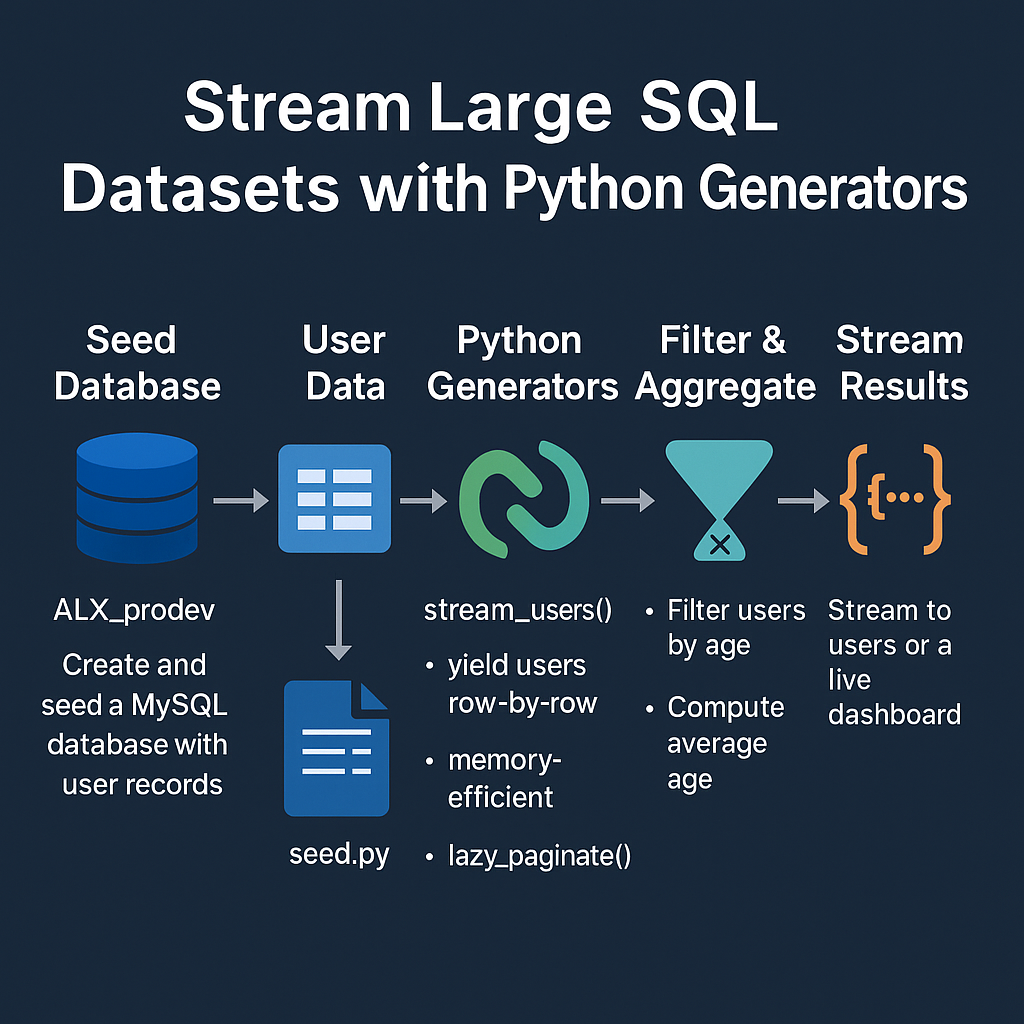 Stream Large SQL
Datasets with Python Generators
Seed
Database
User
Data
Python
Generators
Filter &
Aggregate
Stream
Results
ALX_prodev
Create and
seed a MySQL
database with
user records
seed.py
stream_users()
• yield users
row-by-row
• memory-
efficient
• lazy_paginate()
• Filter users
by age
• Compute
average
age
Stream to
users or a
live
dashboard